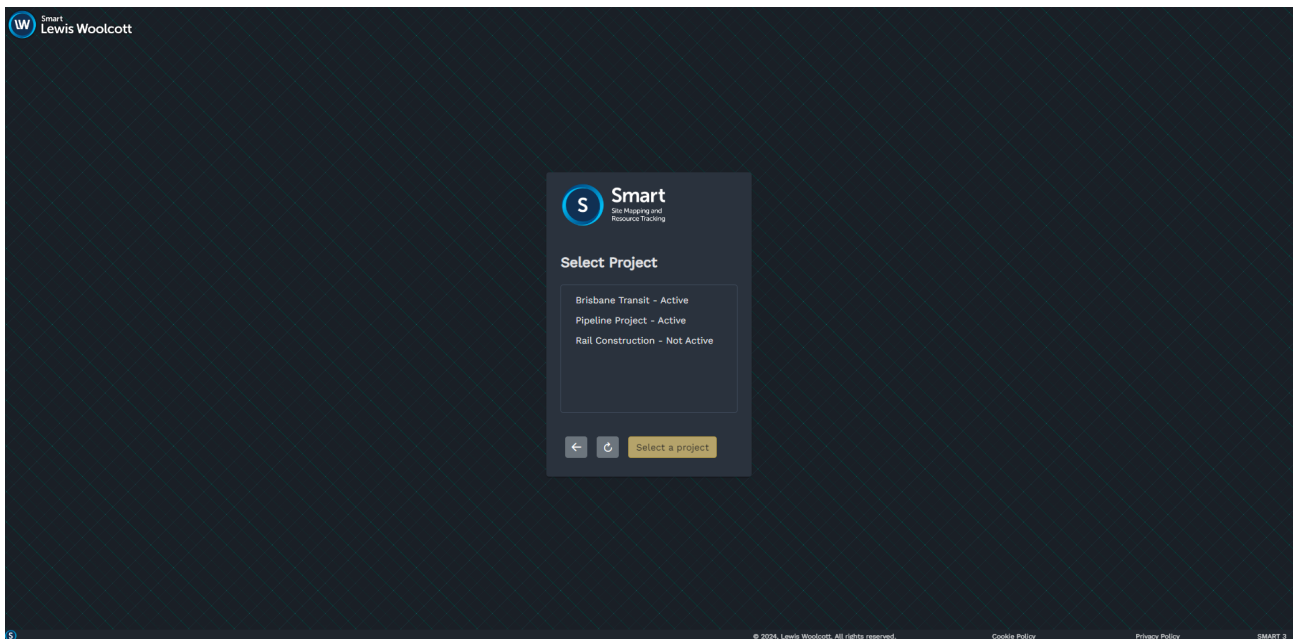 W
Smart
Lewis Woolcott
S
Smart
Site Mapping and
Resource Tracking
Select Project
Brisbane Transit - Active
Pipeline Project - Active
Rail Construction - Not Active
Select a project
S
© 2024, Lewis Woolcott. All rights reserved.
Cookie Policy
Privacy Policy
SMART 3